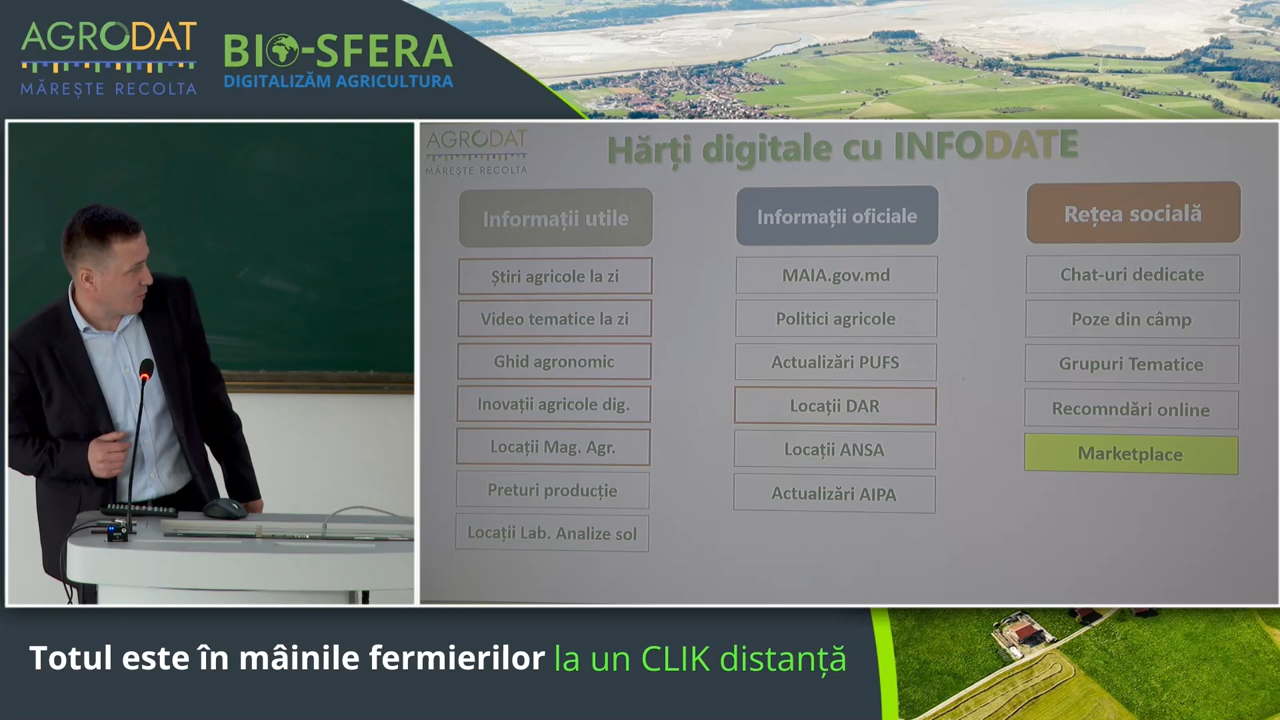 AGRODAT
MĂREȘTE RECOLTA
BIO-SFERA
DIGITALIZĂM AGRICULTURA
AGRODAT
MĂREȘTE RECOLTA
Hărți digitale cu INFODATE
Informații utile
Știri agricole la zi
Video tematice la zi
Ghid agronomic
Inovații agricole dig.
Locații Mag. Agr.
Preturi producție
Locații Lab. Analize sol
Informații oficiale
MAIA.gov.md
Politici agricole
Actualizări PUFS
Locații DAR
Locații ANSA
Actualizări AIPA
Rețea socială
Chat-uri dedicate
Poze din câmp
Grupuri Tematice
Recomndări online
Marketplace
Totul este în mâinile fermierilor la un CLIK distanță